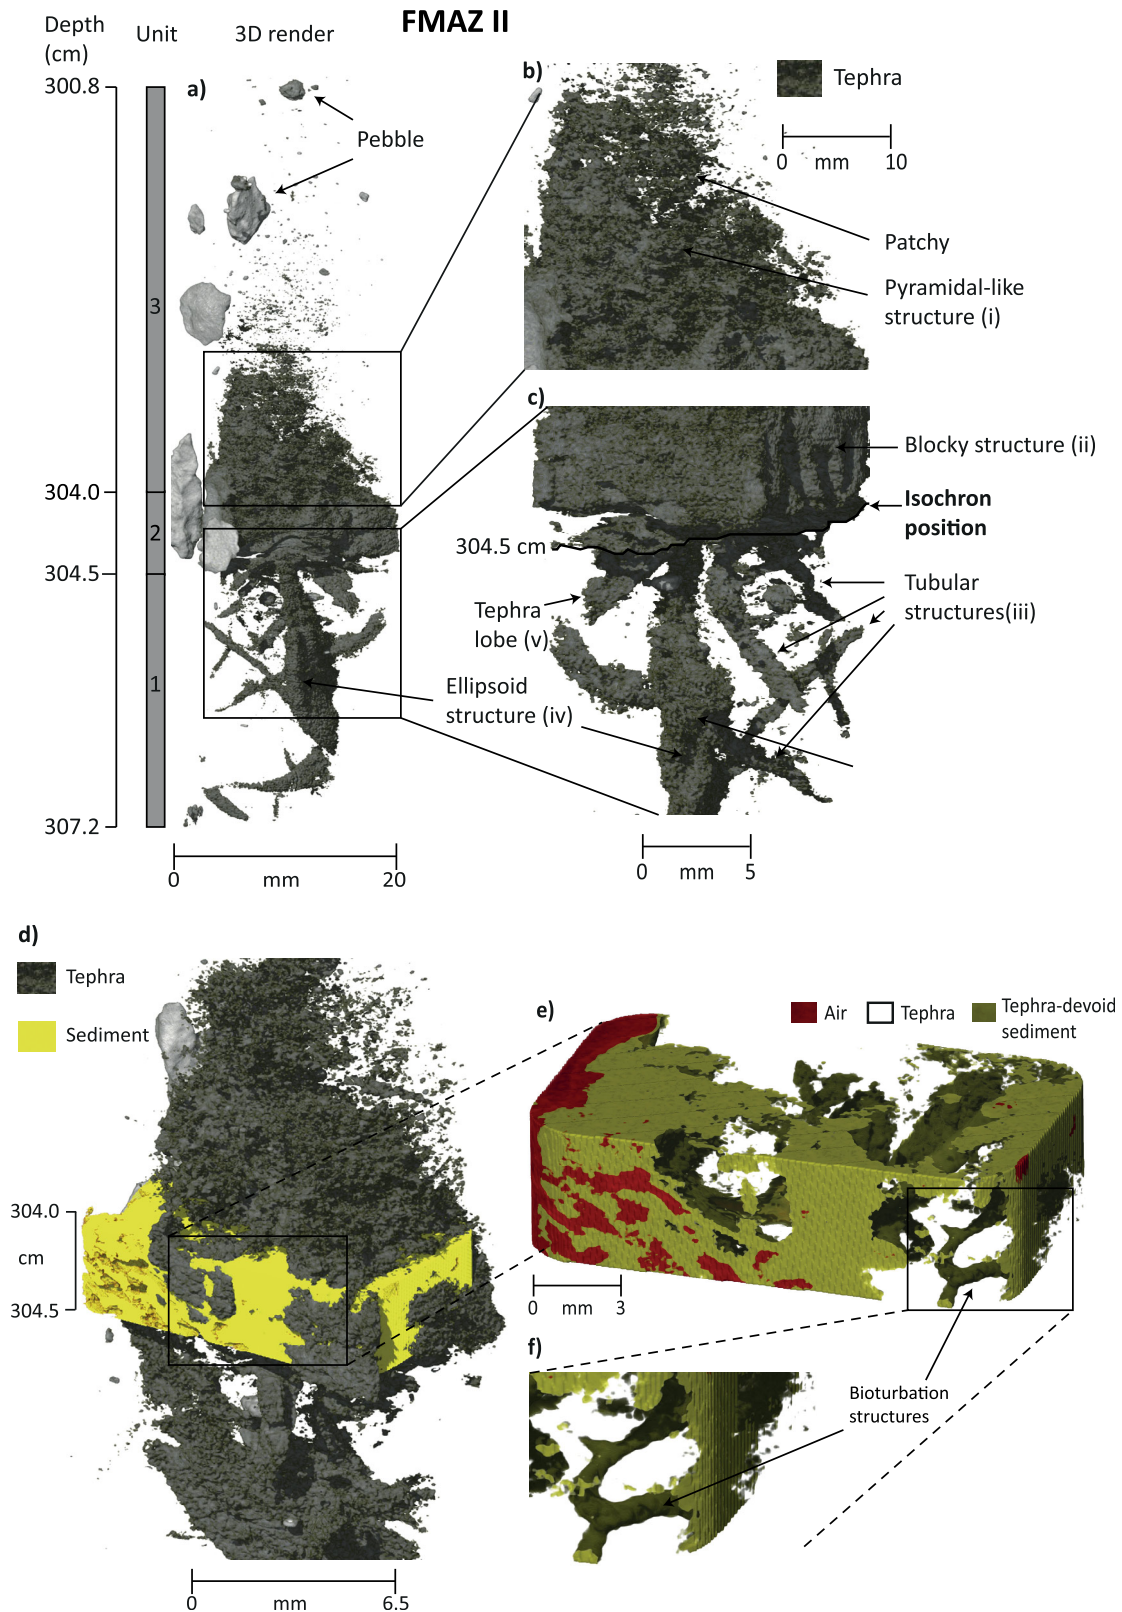 FMAZ II
Depth
(cm)
Unit
3D render
300.8
304.0
304.5
307.2
3
2
1
a)
Pebble
0 mm 20
b)
Tephra
0 mm 10
Patchy
Pyramidal-like
structure (i)
c)
Blocky structure (ii)
Isochron
position
304.5 cm
Tephra
lobe (v)
Tubular
structures(iii)
Ellipsoid
structure (iv)
0 mm 5
d)
Tephra
Sediment
304.0
cm
304.5
0 mm 6.5
e)
Air
Tephra
Tephra-devoid
sediment
0 mm 3
f)
Bioturbation
structures